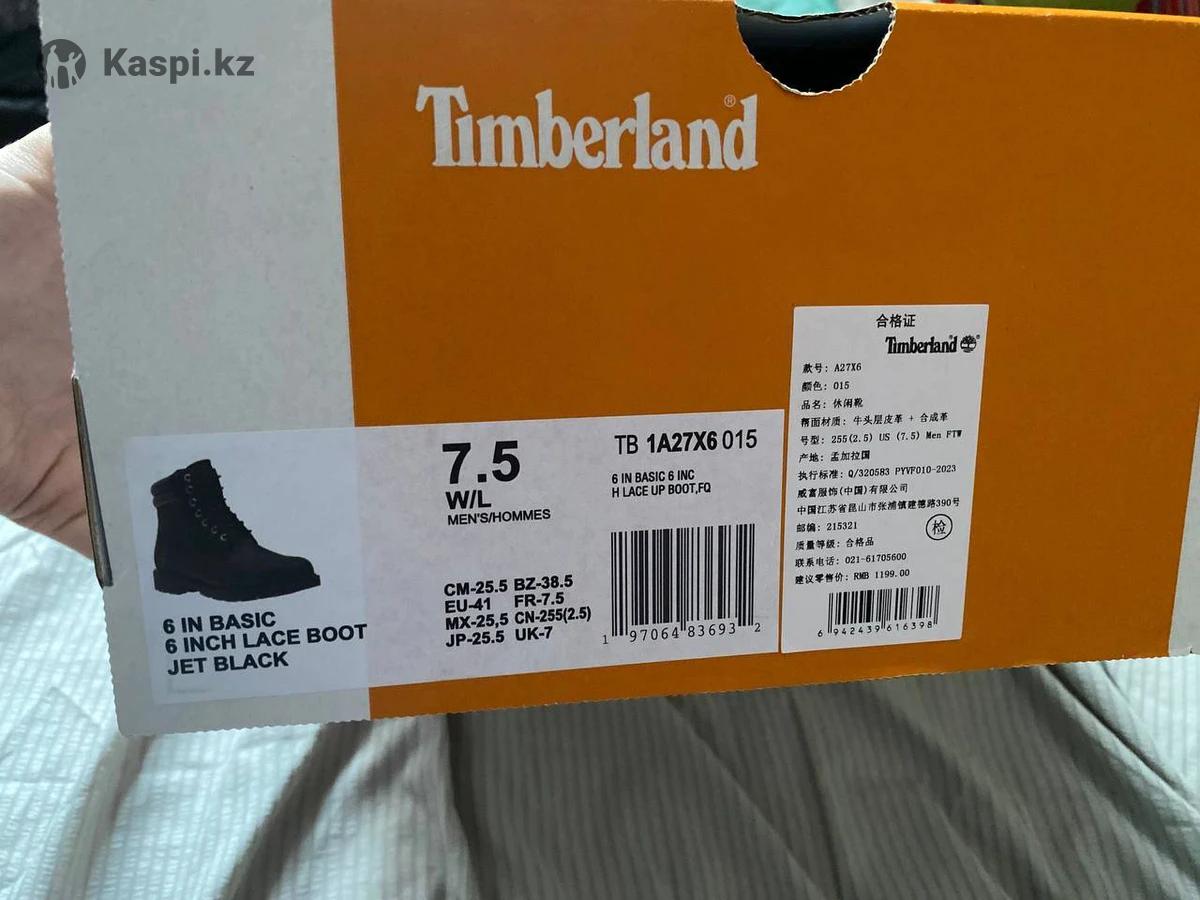 Kaspi.kz
Timberland®
6 IN BASIC
6 INCH LACE BOOT
JET BLACK
7.5
W/L
MEN'S/HOMMES
CM-25.5 BZ-38.5
EU-41 FR-7.5
MX-25,5 CN-255(2.5)
JP-25.5 UK-7
TB 1A27X6 015
6 IN BASIC 6 INC
H LACE UP BOOT,FQ
1 97064 83693 2
合格证
Timberland®
款号: A27X6
颜色: 015
品名: 休闲靴
帮面材质: 牛头层皮革 + 合成革
号型: 255(2.5) US (7.5) Men FTW
产地: 孟加拉国
执行标准: Q/320583 PYVF010-2023
威富服饰(中国)有限公司
中国江苏省昆山市张浦镇建德路390号
邮编: 215321
检
质量等级: 合格品
联系电话: 021-61705600
建议零售价: RMB 1199.00
6 942439 616398